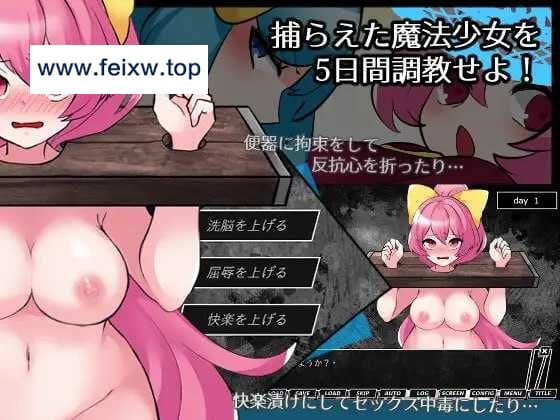 捕らえた魔法少女を
5日間調教せよ!
www.feixw.top
便器に拘束をして
反抗心を折ったり…
day 1
洗脳を上げる
屈辱を上げる
快楽を上げる
ょうか?・
SAVE LOAD SKIP AUTO LOG SCREEN CONFIG MENU TITLE
快楽漬けにしてセックス中毒にしたり…